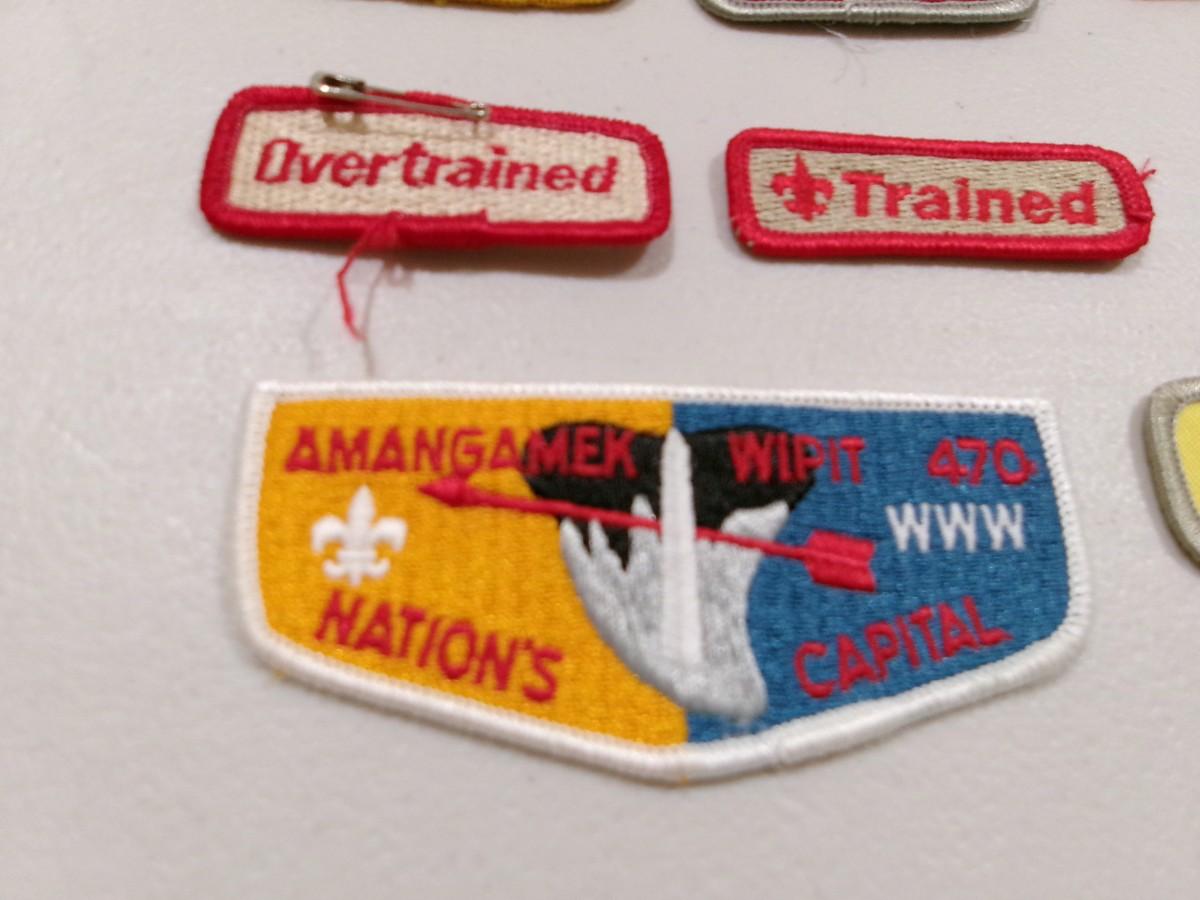 Overtrained
Trained
AMANGAMEK WIPIT 470
WWW
NATION'S CAPITAL